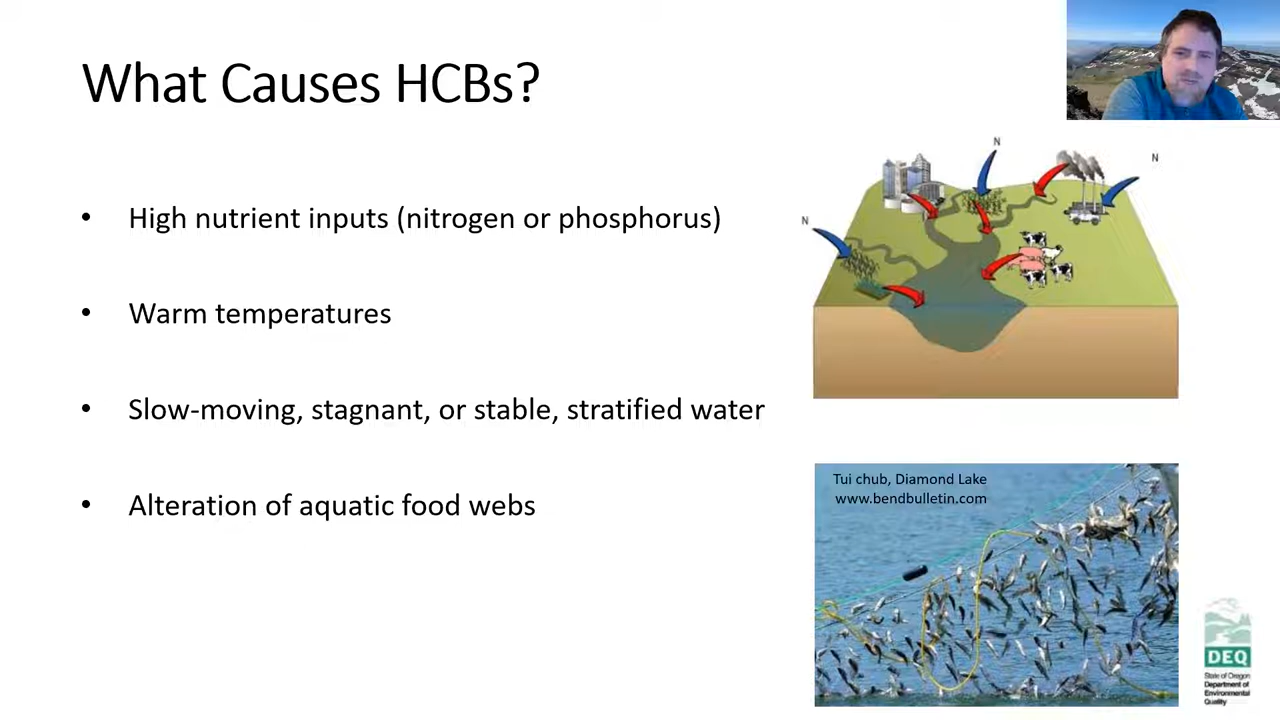 What Causes HCBs?
• High nutrient inputs (nitrogen or phosphorus)
• Warm temperatures
• Slow-moving, stagnant, or stable, stratified water
• Alteration of aquatic food webs
N
N
N
Tui chub, Diamond Lake
www.bendbulletin.com
DEQ
State of Oregon
Department of
Environmental
Quality